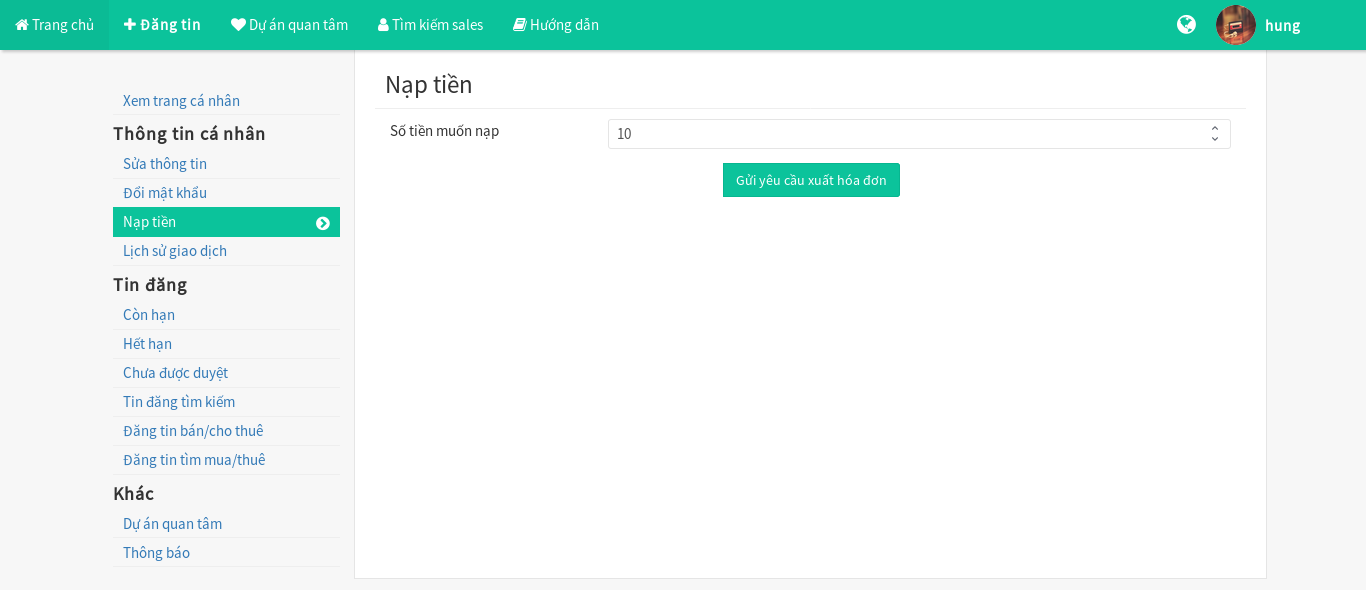 Trang chủ Đăng tin Dự án quan tâm Tìm kiếm sales Hướng dẫn hung
Xem trang cá nhân
Thông tin cá nhân
Sửa thông tin
Đổi mật khẩu
Nạp tiền
Lịch sử giao dịch
Tin đăng
Còn hạn
Hết hạn
Chưa được duyệt
Tin đăng tìm kiếm
Đăng tin bán/cho thuê
Đăng tin tìm mua/thuê
Khác
Dự án quan tâm
Thông báo
Nạp tiền
Số tiền muốn nạp 10
Gửi yêu cầu xuất hóa đơn